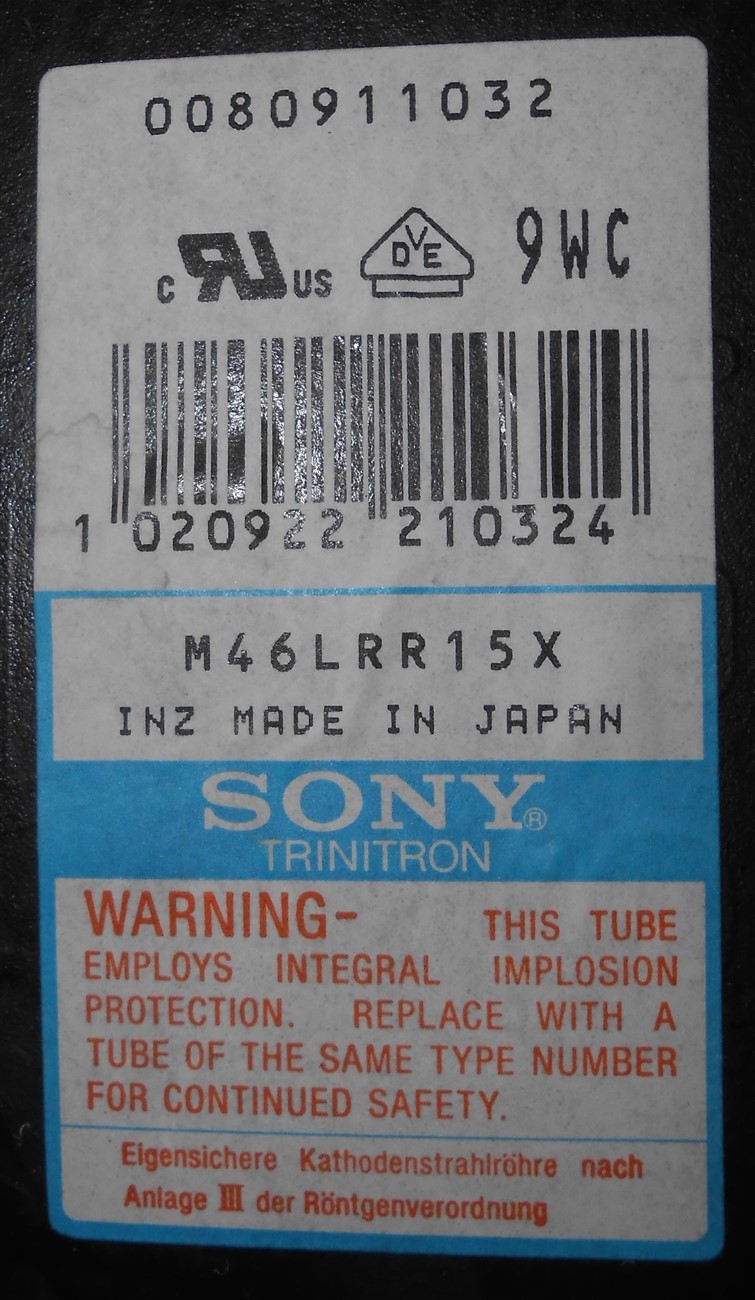 0080911032
c RU US D V E 9WC
1 020922 210324
M46LRR15X
INZ MADE IN JAPAN
SONY®
TRINITRON
WARNING- THIS TUBE
EMPLOYS INTEGRAL IMPLOSION
PROTECTION. REPLACE WITH A
TUBE OF THE SAME TYPE NUMBER
FOR CONTINUED SAFETY.
Eigensichere Kathodenstrahlröhre nach
Anlage III der Röntgenverordnung